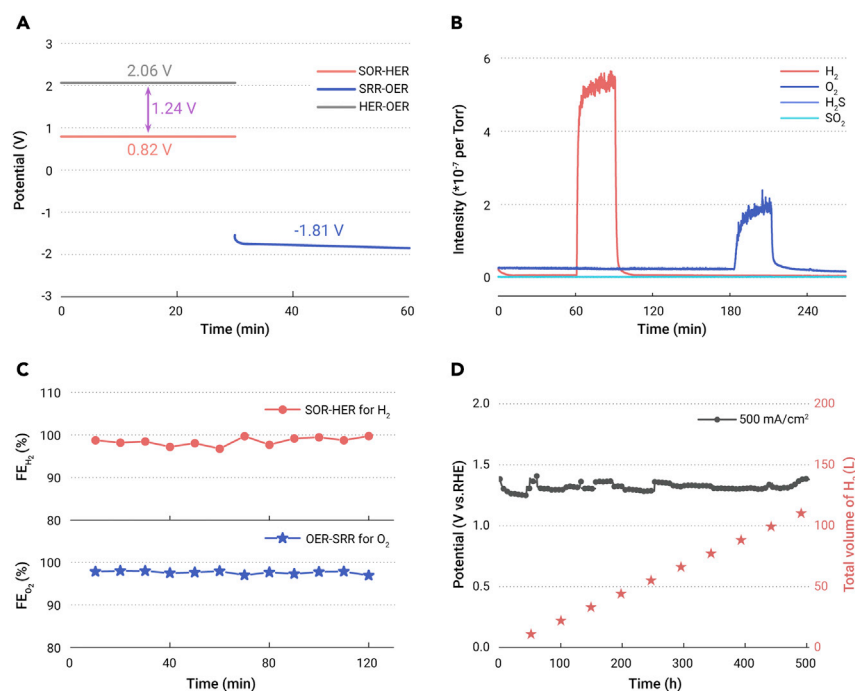 A
3
2
1
0
-1
-2
-3
Potential (V)
2.06 V
1.24 V
0.82 V
-1.81 V
SOR-HER
SRR-OER
HER-OER
0
20
40
60
Time (min)
B
6
4
2
0
Intensity (*10⁻⁷ per Torr)
H₂
O₂
H₂S
SO₂
0
60
120
180
240
Time (min)
C
110
100
90
80
FE_H₂ (%)
SOR-HER for H₂
100
90
80
FE_O₂ (%)
OER-SRR for O₂
0
40
80
120
Time (min)
D
2.0
1.5
1.0
0.5
0.0
Potential (V vs.RHE)
500 mA/cm²
200
150
100
50
0
Total volume of H₂(L)
0
100
200
300
400
500
Time (h)